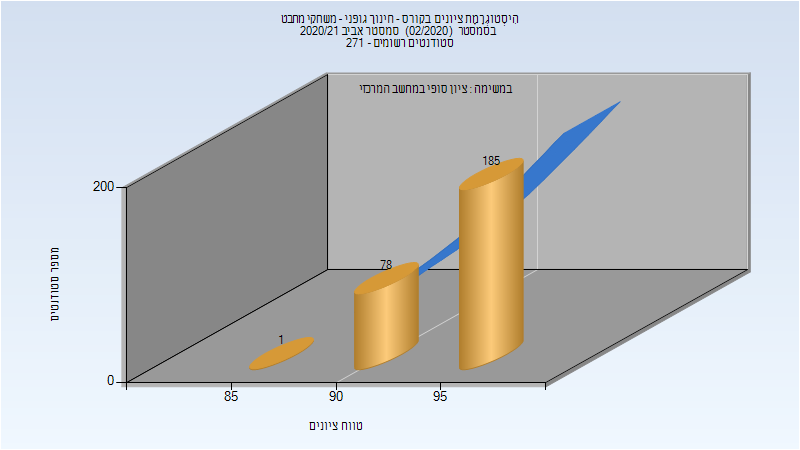 היסטוגרמת ציונים בקורס - חינוך גופני - משחקי מחבט
בסמסטר (02/2020) סמסטר אביב 2020/21
סטודנטים רשומים - 271
במשימה : ציון סופי במחשב המרכזי
185
200
78
1
0
85 90 95
מספר סטודנטים
טווח ציונים